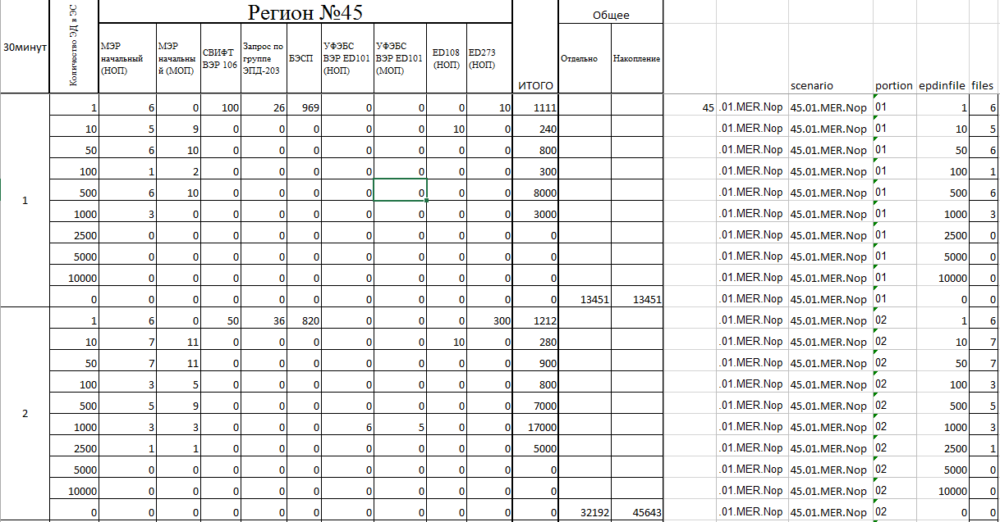 Регион №45
Общее
30минут
Количество ЭД в ЭС
МЭР начальный (НОП)
МЭР начальны й (МОП)
СВИФТ ВЭР 106
Запрос по группе ЭПД-203
БЭСП
УФЭБС ВЭР ED101 (НОП)
УФЭБС ВЭР ED101 (МОП)
ED108 (НОП)
ED273 (НОП)
ИТОГО
Отдельно
Накопление
scenario portion epdinfile files
1 6 0 100 26 969 0 0 0 10 1111 45 .01.MER.Nop 45.01.MER.Nop 01 1 6
10 5 9 0 0 0 0 0 10 0 240 .01.MER.Nop 45.01.MER.Nop 01 10 5
50 6 10 0 0 0 0 0 0 0 800 .01.MER.Nop 45.01.MER.Nop 01 50 6
100 1 2 0 0 0 0 0 0 0 300 .01.MER.Nop 45.01.MER.Nop 01 100 1
1
500 6 10 0 0 0 0 0 0 0 8000 .01.MER.Nop 45.01.MER.Nop 01 500 6
1000 3 0 0 0 0 0 0 0 0 3000 .01.MER.Nop 45.01.MER.Nop 01 1000 3
2500 0 0 0 0 0 0 0 0 0 0 .01.MER.Nop 45.01.MER.Nop 01 2500 0
5000 0 0 0 0 0 0 0 0 0 0 .01.MER.Nop 45.01.MER.Nop 01 5000 0
10000 0 0 0 0 0 0 0 0 0 0 .01.MER.Nop 45.01.MER.Nop 01 10000 0
0 0 0 0 0 0 0 0 0 0 0 13451 13451 .01.MER.Nop 45.01.MER.Nop 01 0 0
1 6 0 50 36 820 0 0 0 300 1212 .01.MER.Nop 45.01.MER.Nop 02 1 6
10 7 11 0 0 0 0 0 10 0 280 .01.MER.Nop 45.01.MER.Nop 02 10 7
50 7 11 0 0 0 0 0 0 0 900 .01.MER.Nop 45.01.MER.Nop 02 50 7
100 3 5 0 0 0 0 0 0 0 800 .01.MER.Nop 45.01.MER.Nop 02 100 3
2
500 5 9 0 0 0 0 0 0 0 7000 .01.MER.Nop 45.01.MER.Nop 02 500 5
1000 3 3 0 0 0 6 5 0 0 17000 .01.MER.Nop 45.01.MER.Nop 02 1000 3
2500 1 1 0 0 0 0 0 0 0 5000 .01.MER.Nop 45.01.MER.Nop 02 2500 1
5000 0 0 0 0 0 0 0 0 0 0 .01.MER.Nop 45.01.MER.Nop 02 5000 0
10000 0 0 0 0 0 0 0 0 0 0 .01.MER.Nop 45.01.MER.Nop 02 10000 0
0 0 0 0 0 0 0 0 0 0 0 32192 45643 .01.MER.Nop 45.01.MER.Nop 02 0 0